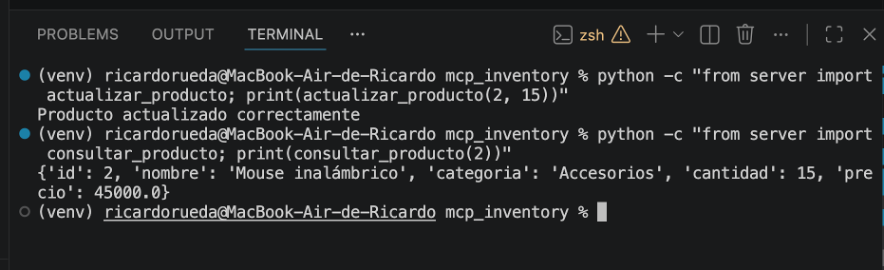 PROBLEMS OUTPUT TERMINAL ... zsh
(venv) ricardorueda@MacBook-Air-de-Ricardo mcp_inventory % python -c "from server import
actualizar_producto; print(actualizar_producto(2, 15))"
Producto actualizado correctamente
(venv) ricardorueda@MacBook-Air-de-Ricardo mcp_inventory % python -c "from server import
consultar_producto; print(consultar_producto(2))"
{'id': 2, 'nombre': 'Mouse inalámbrico', 'categoria': 'Accesorios', 'cantidad': 15, 'pre
cio': 45000.0}
(venv) ricardorueda@MacBook-Air-de-Ricardo mcp_inventory %